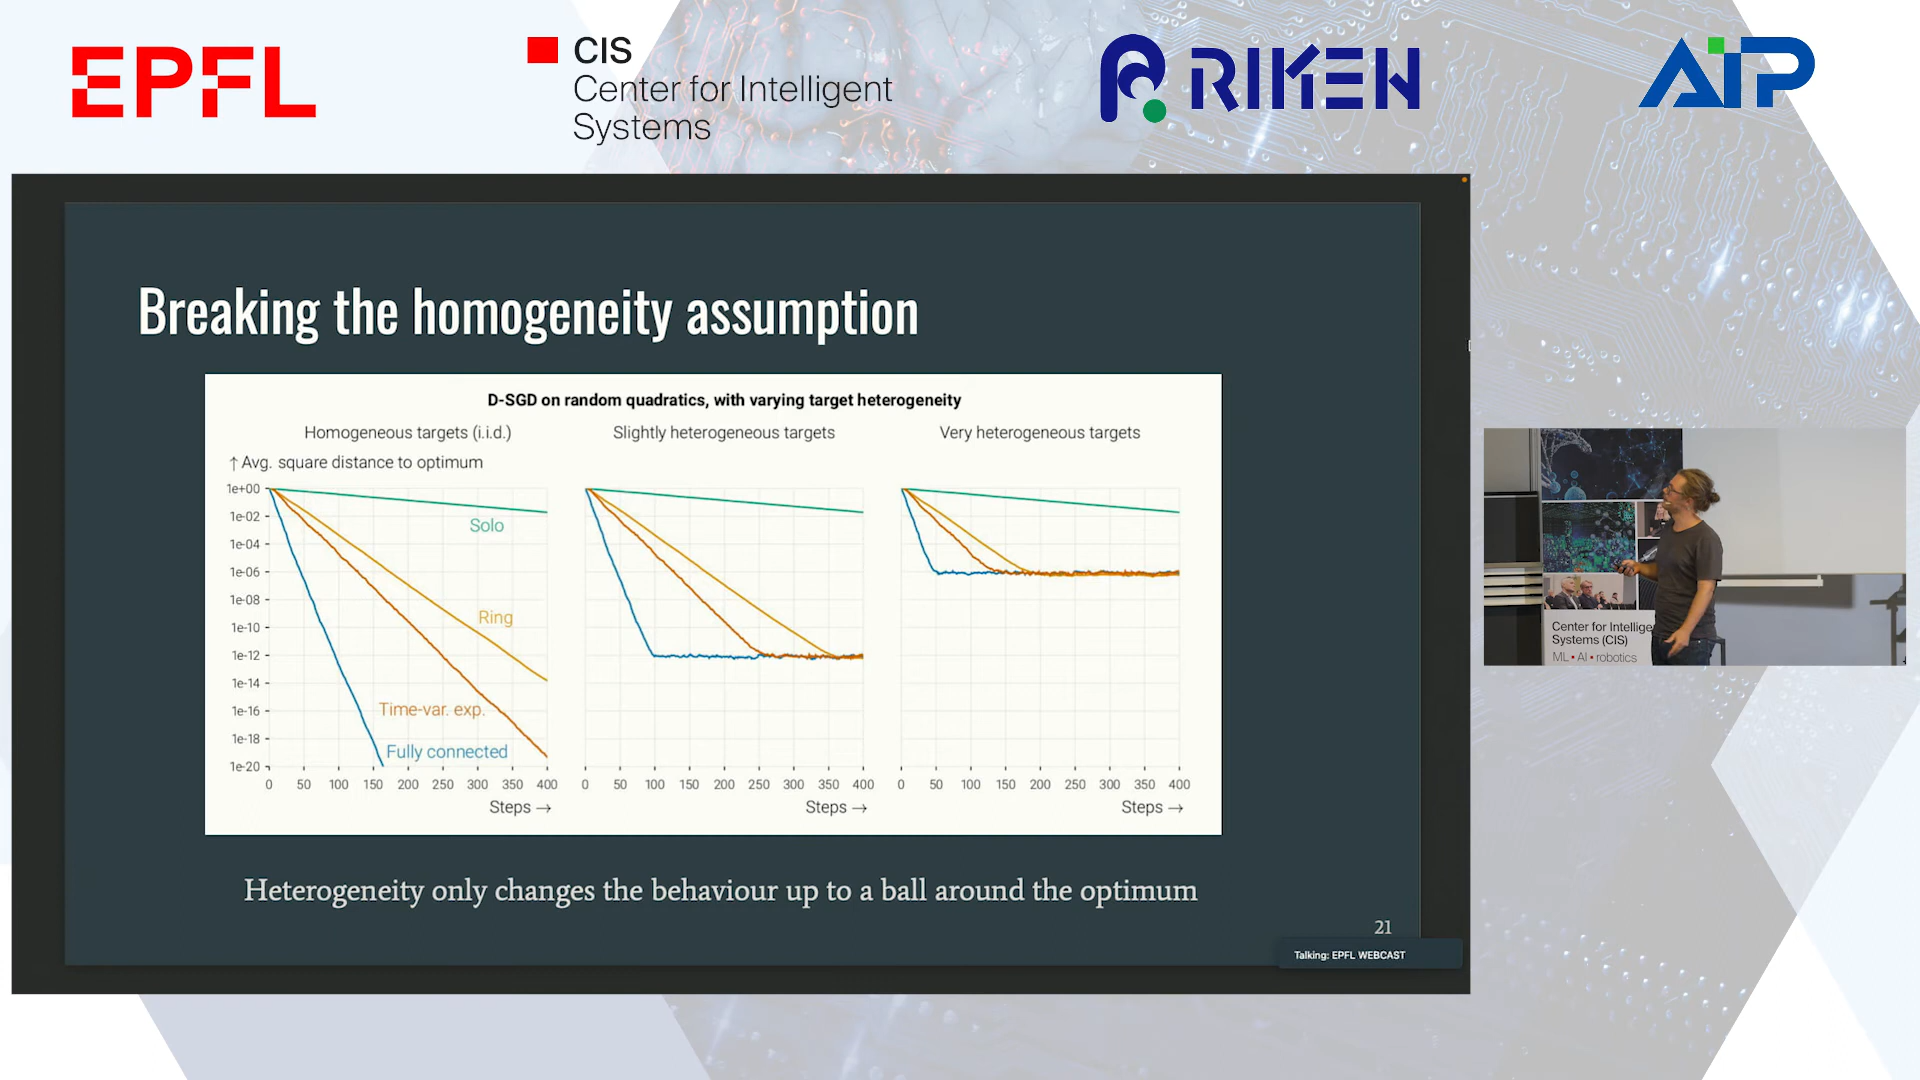 EPFL
CIS
Center for Intelligent
Systems
RIKEN
AIP
Breaking the homogeneity assumption
D-SGD on random quadratics, with varying target heterogeneity
Homogeneous targets (i.i.d.)
Slightly heterogeneous targets
Very heterogeneous targets
↑ Avg. square distance to optimum
1e+00
1e-02
1e-04
1e-06
1e-08
1e-10
1e-12
1e-14
1e-16
1e-18
1e-20
Solo
Ring
Time-var. exp.
Fully connected
0 50 100 150 200 250 300 350 400
0 50 100 150 200 250 300 350 400
0 50 100 150 200 250 300 350 400
Steps →
Steps →
Steps →
Heterogeneity only changes the behaviour up to a ball around the optimum
21
Talking: EPFL WEBCAST
Center for Intellige
Systems (CIS)
ML • AI • robotics